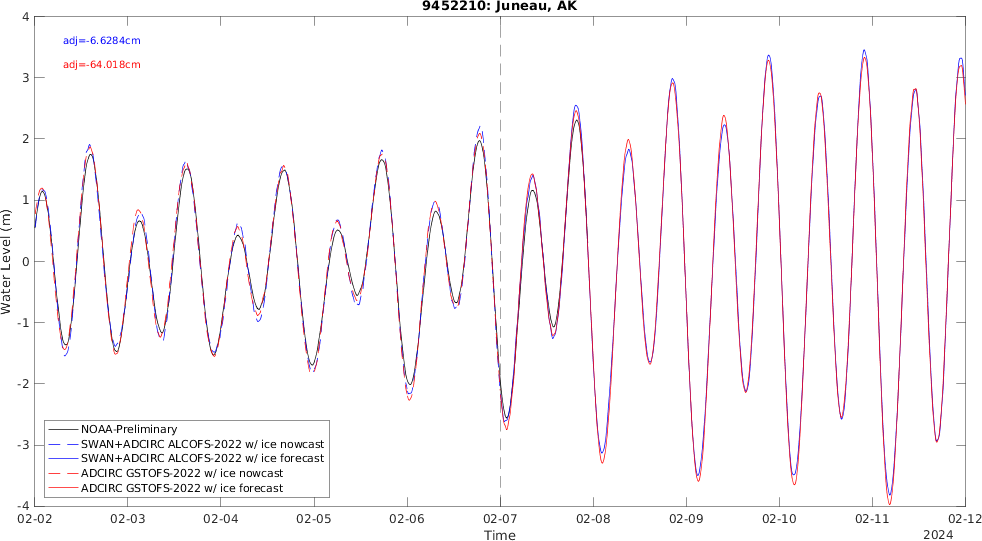 9452210: Juneau, AK
4
adj=-6.6284cm
adj=-64.018cm
3
2
1
0
-1
-2
-3
-4
Water Level (m)
NOAA-Preliminary
SWAN+ADCIRC ALCOFS-2022 w/ ice nowcast
SWAN+ADCIRC ALCOFS-2022 w/ ice forecast
ADCIRC GSTOFS-2022 w/ ice nowcast
ADCIRC GSTOFS-2022 w/ ice forecast
02-02 02-03 02-04 02-05 02-06 02-07 02-08 02-09 02-10 02-11 02-12
Time
2024